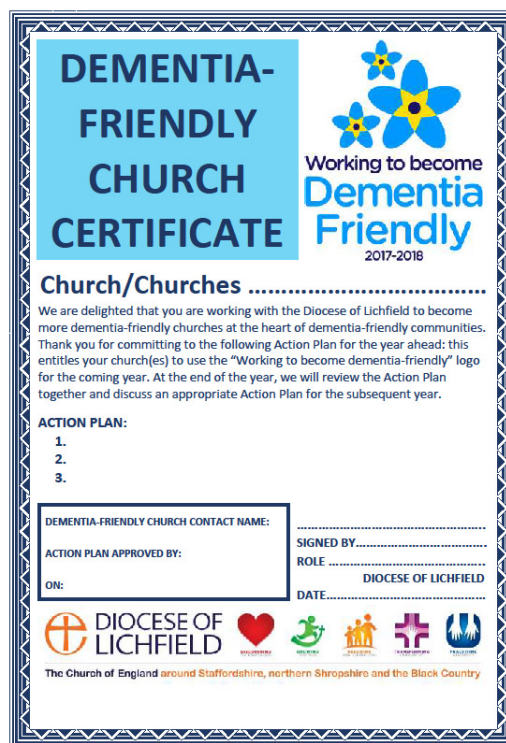 DEMENTIA-
FRIENDLY
CHURCH
CERTIFICATE
Working to become
Dementia
Friendly
2017-2018
Church/Churches ………………………………
We are delighted that you are working with the Diocese of Lichfield to become
more dementia-friendly churches at the heart of dementia-friendly communities.
Thank you for committing to the following Action Plan for the year ahead: this
entitles your church(es) to use the “Working to become dementia-friendly” logo
for the coming year. At the end of the year, we will review the Action Plan
together and discuss an appropriate Action Plan for the subsequent year.
ACTION PLAN:
1.
2.
3.
DEMENTIA-FRIENDLY CHURCH CONTACT NAME:
ACTION PLAN APPROVED BY:
ON:
……………………………………………..
SIGNED BY……………………………….
ROLE ……………………………………..
DIOCESE OF LICHFIELD
DATE………………………………………
DIOCESE OF
LICHFIELD
The Church of England around Staffordshire, northern Shropshire and the Black Country